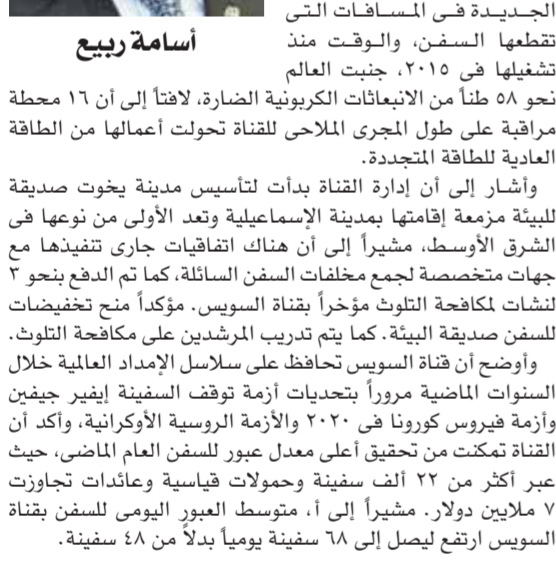 الجـديـدة فـى المـسـافـات الـتـى
تقطعها الـسـفـن، والـوقـت منذ
تشغيلها فى ٢٠١٥، جنبت العالم
أسامة ربيع
نحو ٥٨ طناً من الانبعاثات الكربونية الضارة، لافتاً إلى أن ١٦ محطة
مراقبة على طول المجرى الملاحى للقناة تحولت أعمالها من الطاقة
العادية للطاقة المتجددة.
وأشـار إلى أن إدارة القناة بدأت لتأسيس مدينة يخوت صديقة
للبيئة مزمعة إقامتها بمدينة الإسماعيلية وتعد الأولى من نوعها فى
الشرق الأوسـط، مشيراً إلى أن هناك اتفاقيات جارى تنفيذها مع
جهات متخصصة لجمع مخلفات السفن السائلة، كما تم الدفع بنحو ٣
لنشات لمكافحة التلوث مؤخراً بقناة السويس. مؤكداً منح تخفيضات
للسفن صديقة البيئة. كما يتم تدريب المرشدين على مكافحة التلوث.
وأوضح أن قناة السويس تحافظ على سلاسل الإمداد العالمية خلال
السنوات الماضية مروراً بتحديات أزمة توقف السفينة إيفير جيفين
وأزمة فيروس كورونا فى ٢٠٢٠ والأزمة الروسية الأوكرانية، وأكد أن
القناة تمكنت من تحقيق أعلى معدل عبور للسفن العام الماضى، حيث
عبر أكثر من ٢٢ ألف سفينة وحمولات قياسية وعائدات تجاوزت
٧ ملايين دولار. مشيراً إلى أ، متوسط العبور اليومى للسفن بقناة
السويس ارتفع ليصل إلى ٦٨ سفينة يومياً بدلاً من ٤٨ سفينة.